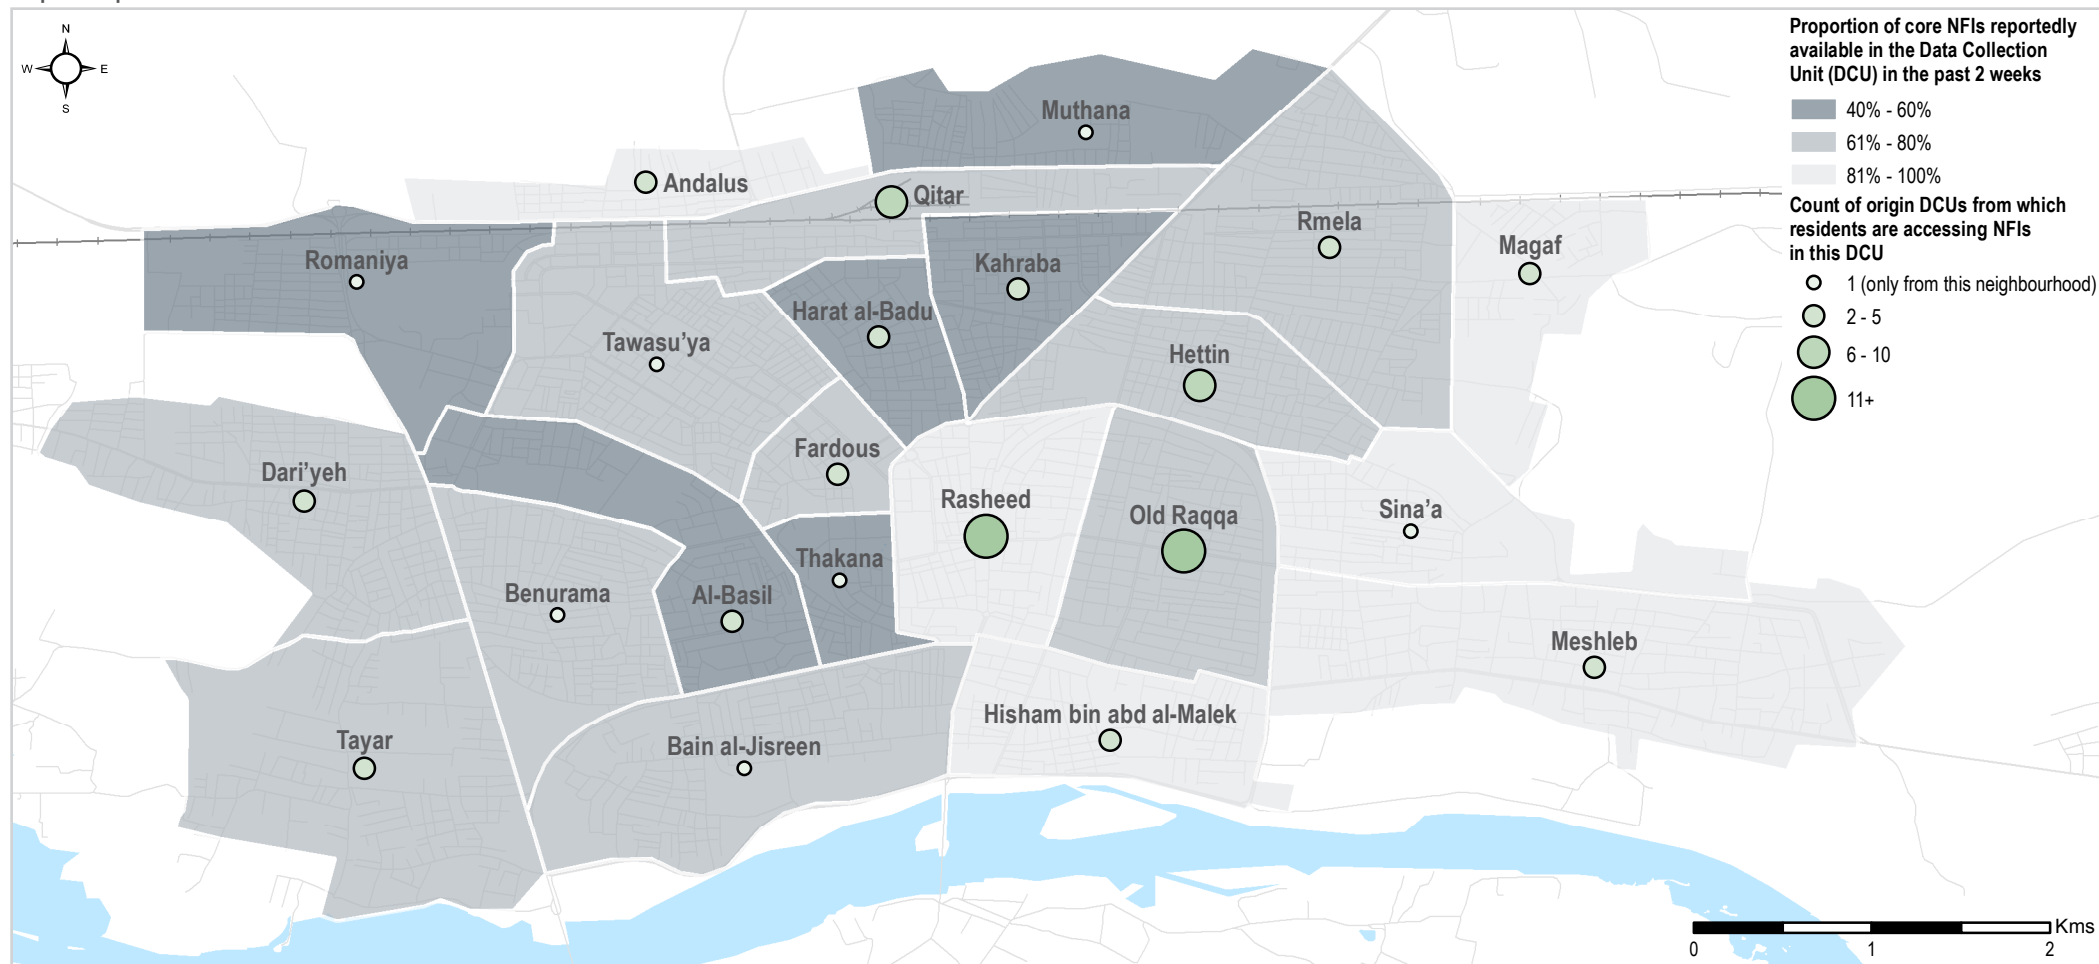 N
W
E
S
Proportion of core NFIs reportedly
available in the Data Collection
Unit (DCU) in the past 2 weeks
40% - 60%
61% - 80%
81% - 100%
Count of origin DCUs from which
residents are accessing NFIs
in this DCU
1 (only from this neighbourhood)
2 - 5
6 - 10
11+
Muthana
Andalus
Qitar
Rmela
Magaf
Romaniya
Kahraba
Harat al-Badu
Tawasu'ya
Hettin
Fardous
Dari'yeh
Rasheed
Old Raqqa
Sina'a
Thakana
Benurama
Al-Basil
Meshleb
Hisham bin abd al-Malek
Tayar
Bain al-Jisreen
Kms
0
1
2